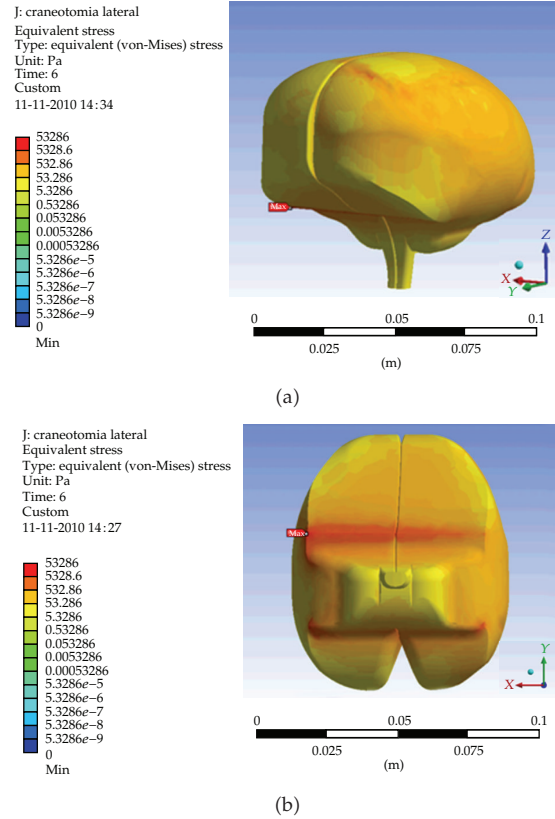 J: craneotomia lateral
Equivalent stress
Type: equivalent (von-Mises) stress
Unit: Pa
Time: 6
Custom
11-11-2010 14:34
53286
5328.6
532.86
53.286
5.3286
0.53286
0.053286
0.0053286
0.00053286
5.3286e−5
5.3286e−6
5.3286e−7
5.3286e−8
5.3286e−9
0
Min
Max
Z
X
Y
0 0.05 0.1
0.025 0.075
(m)
(a)
J: craneotomia lateral
Equivalent stress
Type: equivalent (von-Mises) stress
Unit: Pa
Time: 6
Custom
11-11-2010 14:27
53286
5328.6
532.86
53.286
5.3286
0.53286
0.053286
0.0053286
0.00053286
5.3286e−5
5.3286e−6
5.3286e−7
5.3286e−8
5.3286e−9
0
Min
Max
Y
X
0 0.05 0.1
0.025 0.075
(m)
(b)